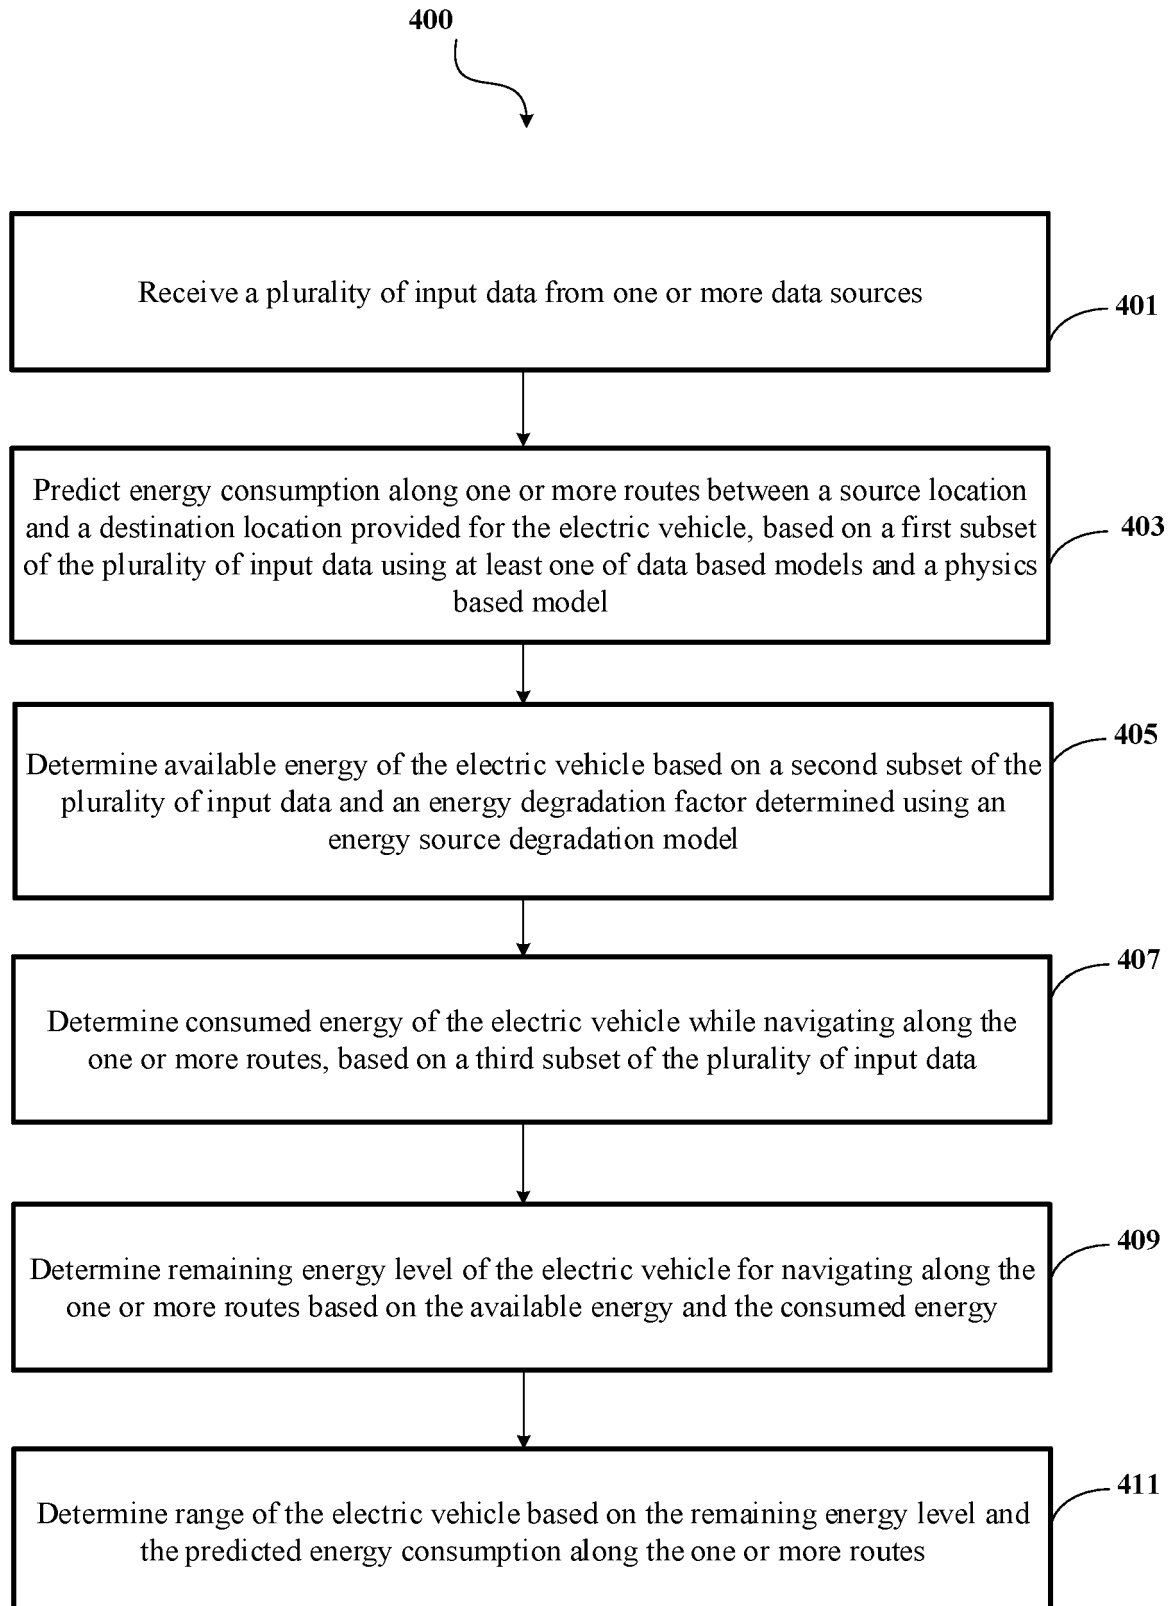 400
Receive a plurality of input data from one or more data sources
401
Predict energy consumption along one or more routes between a source location
and a destination location provided for the electric vehicle, based on a first subset
of the plurality of input data using at least one of data based models and a physics
based model
403
Determine available energy of the electric vehicle based on a second subset of the
plurality of input data and an energy degradation factor determined using an
energy source degradation model
405
Determine consumed energy of the electric vehicle while navigating along the
one or more routes, based on a third subset of the plurality of input data
407
Determine remaining energy level of the electric vehicle for navigating along the
one or more routes based on the available energy and the consumed energy
409
Determine range of the electric vehicle based on the remaining energy level and
the predicted energy consumption along the one or more routes
411